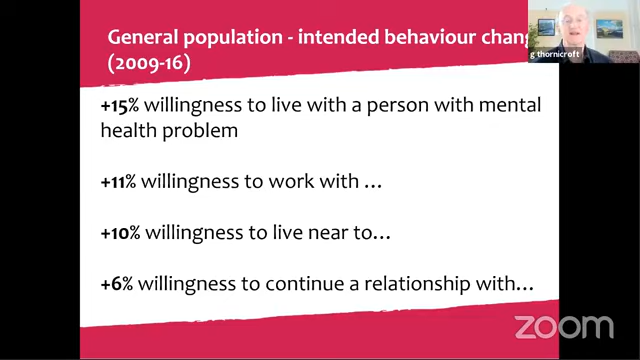 General population - intended behaviour chang
(2009-16)
g thornicroft
+15% willingness to live with a person with mental
health problem
+11% willingness to work with …
+10% willingness to live near to…
+6% willingness to continue a relationship with…
zoom